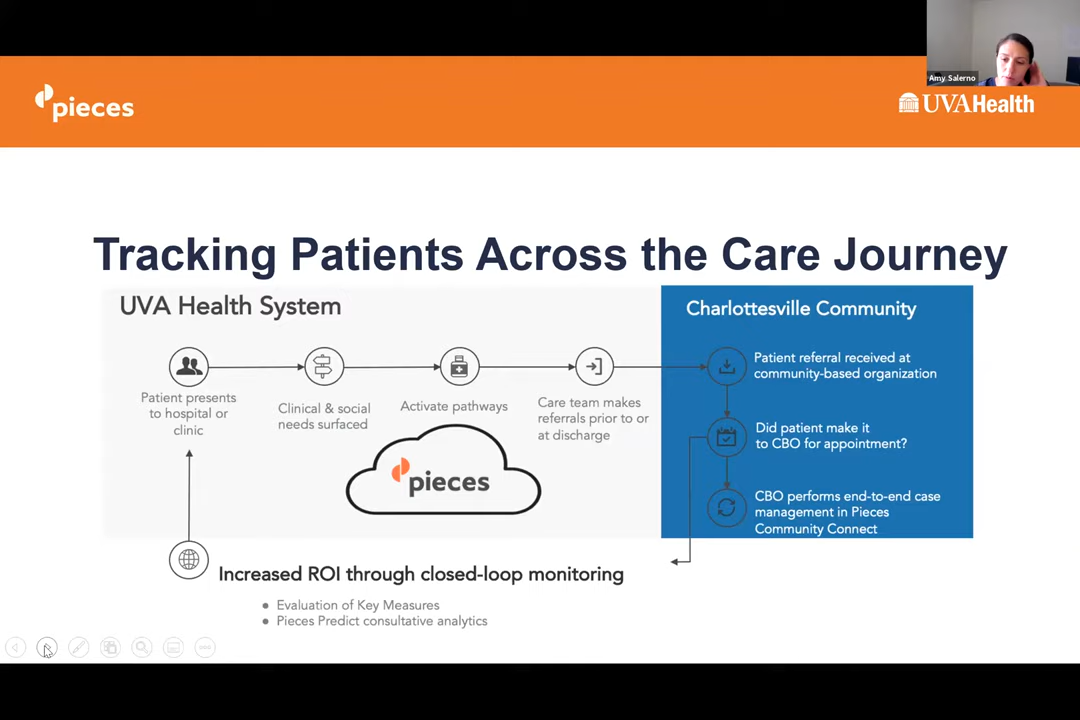 Amy Salerno
pieces
UVAHealth
Tracking Patients Across the Care Journey
UVA Health System
Patient presents
to hospital or
clinic
Clinical & social
needs surfaced
Activate pathways
Care team makes
referrals prior to or
at discharge
pieces
Charlottesville Community
Patient referral received at
community-based organization
Did patient make it
to CBO for appointment?
CBO performs end-to-end case
management in Pieces
Community Connect
Increased ROI through closed-loop monitoring
● Evaluation of Key Measures
● Pieces Predict consultative analytics